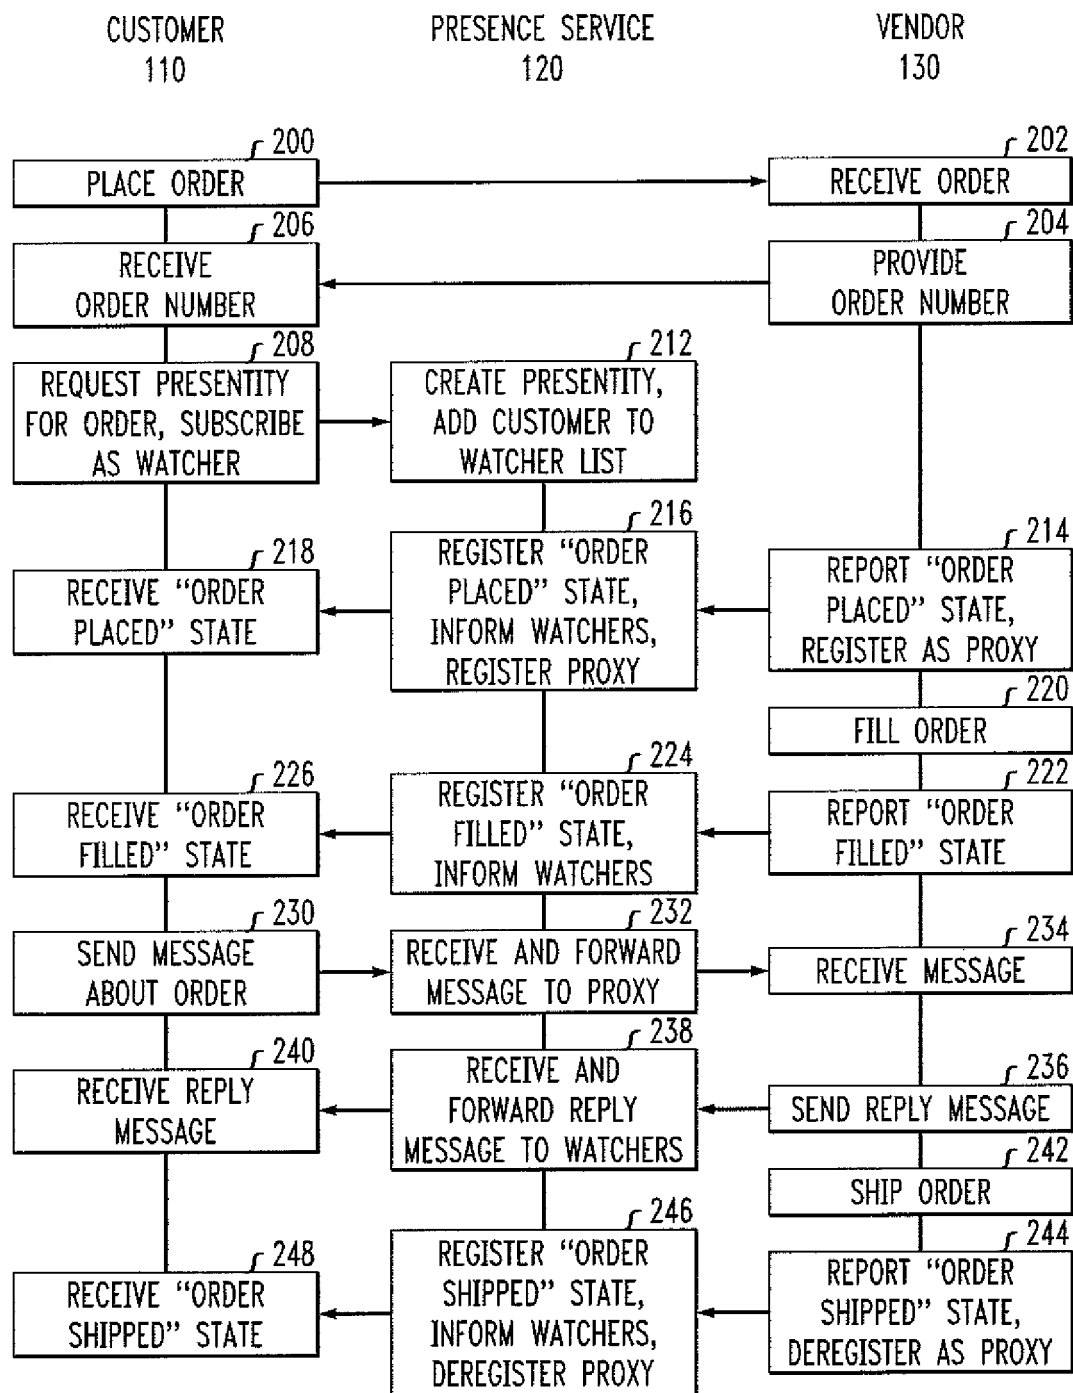 CUSTOMER
110
PRESENCE SERVICE
120
VENDOR
130
200
PLACE ORDER
202
RECEIVE ORDER
206
RECEIVE
ORDER NUMBER
204
PROVIDE
ORDER NUMBER
208
REQUEST PRESENTITY
FOR ORDER, SUBSCRIBE
AS WATCHER
212
CREATE PRESENTITY,
ADD CUSTOMER TO
WATCHER LIST
218
RECEIVE “ORDER
PLACED” STATE
216
REGISTER “ORDER
PLACED” STATE,
INFORM WATCHERS,
REGISTER PROXY
214
REPORT “ORDER
PLACED” STATE,
REGISTER AS PROXY
220
FILL ORDER
226
RECEIVE “ORDER
FILLED” STATE
224
REGISTER “ORDER
FILLED” STATE,
INFORM WATCHERS
222
REPORT “ORDER
FILLED” STATE
230
SEND MESSAGE
ABOUT ORDER
232
RECEIVE AND FORWARD
MESSAGE TO PROXY
234
RECEIVE MESSAGE
240
RECEIVE REPLY
MESSAGE
238
RECEIVE AND
FORWARD REPLY
MESSAGE TO WATCHERS
236
SEND REPLY MESSAGE
242
SHIP ORDER
248
RECEIVE “ORDER
SHIPPED” STATE
246
REGISTER “ORDER
SHIPPED” STATE,
INFORM WATCHERS,
DEREGISTER PROXY
244
REPORT “ORDER
SHIPPED” STATE,
DEREGISTER AS PROXY